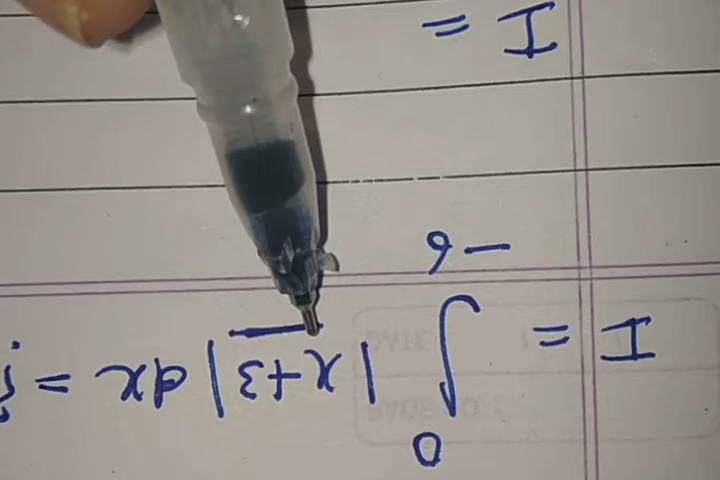 I = ∫_{-6}^{0} |x+3| dx =
I =